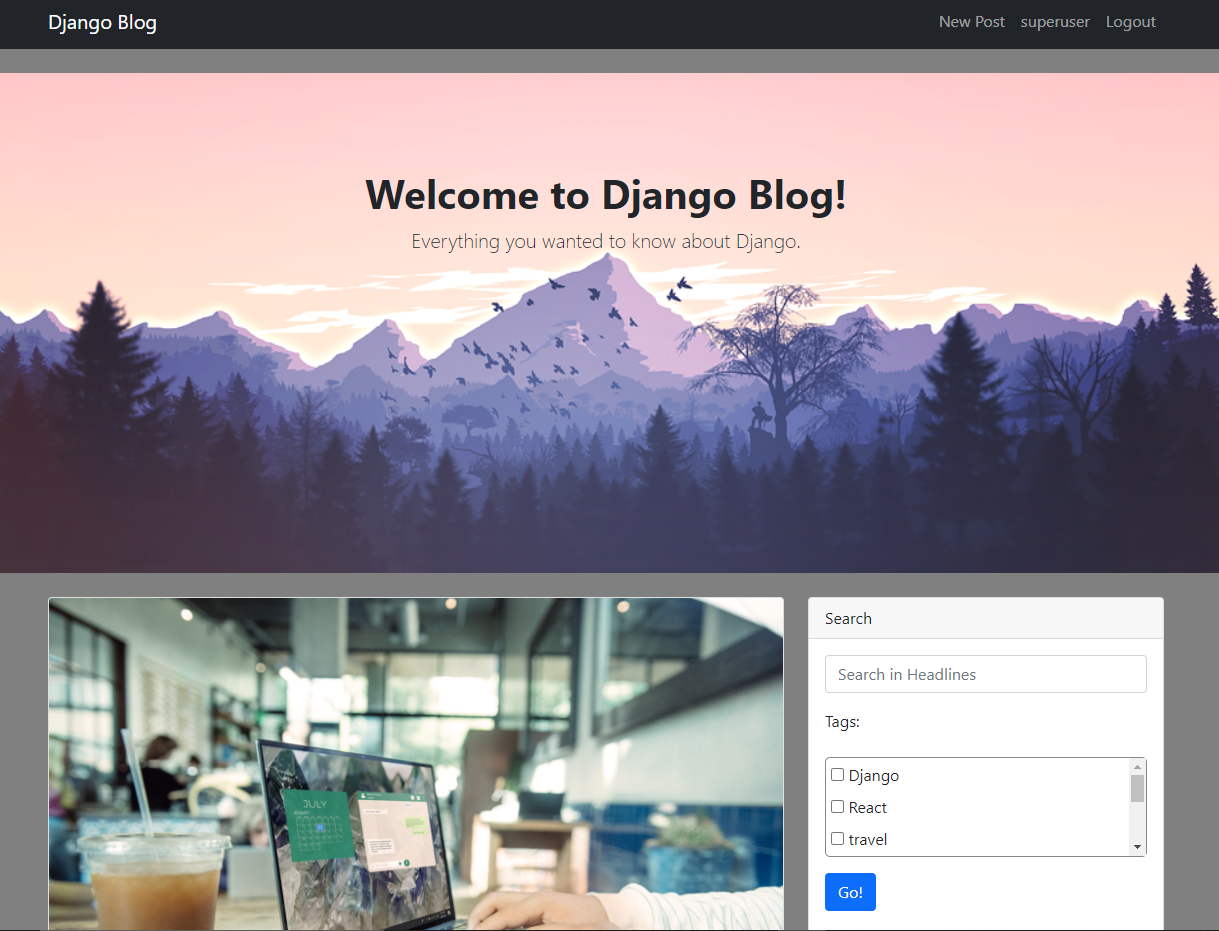 Django Blog
New Post superuser Logout
Welcome to Django Blog!
Everything you wanted to know about Django.
JULY
Search
Search in Headlines
Tags:
Django
React
travel
Go!